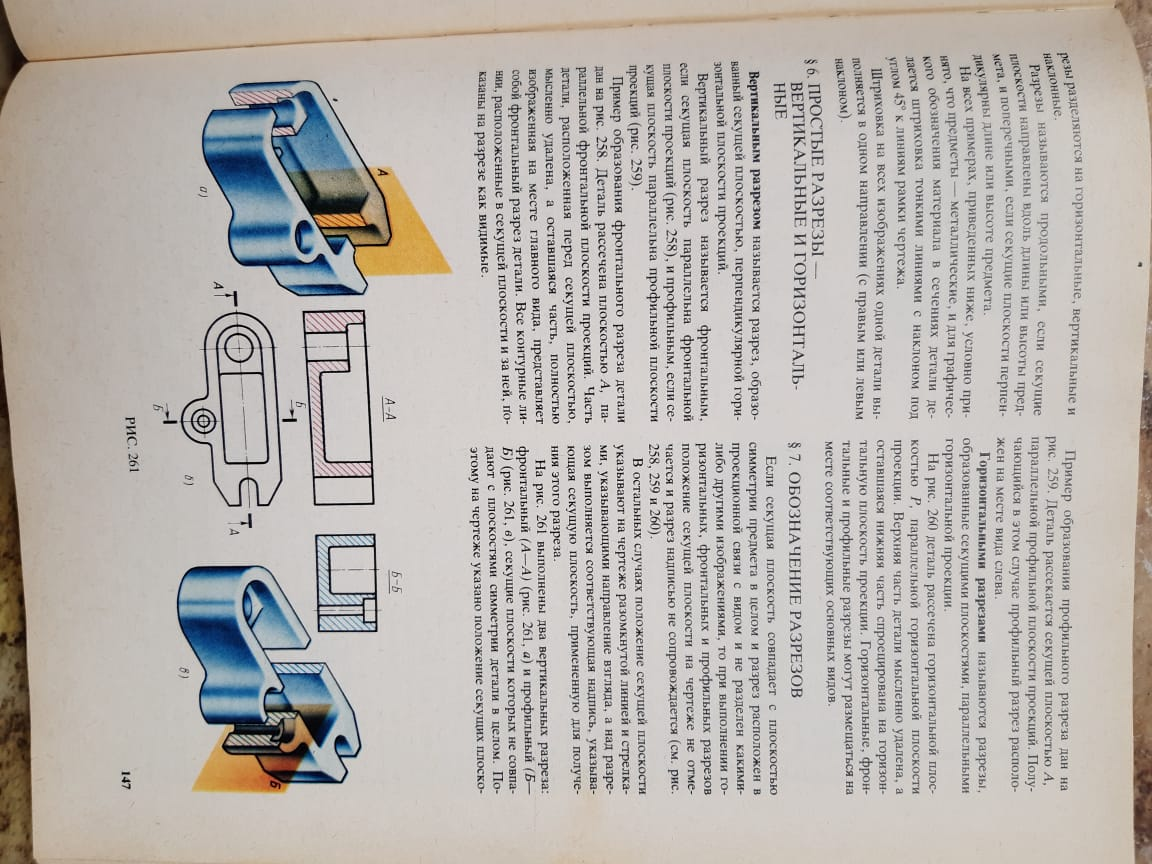 резы разделяются на горизонтальные, вертикальные и
наклонные.
Разрезы называются продольными, если секущие
плоскости направлены вдоль длины или высоты пред-
мета, и поперечными, если секущие плоскости перпен-
дикулярны длине или высоте предмета.
На всех примерах, приведенных ниже, условно при-
нято, что предметы — металлические, и для графичес-
кого обозначения материала в сечениях детали де-
лается штриховка тонкими линиями с наклоном под
углом 45° к линиям рамки чертежа.
Штриховка на всех изображениях одной детали вы-
полняется в одном направлении (с правым или левым
наклоном).
§ 6. ПРОСТЫЕ РАЗРЕЗЫ —
ВЕРТИКАЛЬНЫЕ И ГОРИЗОНТАЛЬ-
НЫЕ
Вертикальным разрезом называется разрез, образо-
ванный секущей плоскостью, перпендикулярной гори-
зонтальной плоскости проекций.
Вертикальный разрез называется фронтальным,
если секущая плоскость параллельна фронтальной
плоскости проекций (рис. 258), и профильным, если се-
кущая плоскость параллельна профильной плоскости
проекций (рис. 259).
Пример образования фронтального разреза детали
дан на рис. 258. Деталь рассечена плоскостью А, па-
раллельной фронтальной плоскости проекций. Часть
детали, расположенная перед секущей плоскостью,
мысленно удалена, а оставшаяся часть, полностью
изображенная на месте главного вида, представляет
собой фронтальный разрез детали. Все контурные ли-
нии, расположенные в секущей плоскости и за ней, по-
казаны на разрезе как видимые.
Пример образования профильного разреза дан на
рис. 259. Деталь рассекается секущей плоскостью А,
параллельной профильной плоскости проекций. Полу-
чающийся в этом случае профильный разрез располо-
жен на месте вида слева.
Горизонтальными разрезами называются разрезы,
образованные секущими плоскостями, параллельными
горизонтальной проекции.
На рис. 260 деталь рассечена горизонтальной плос-
костью Р, параллельной горизонтальной плоскости
проекции. Верхняя часть детали мысленно удалена, а
оставшаяся нижняя часть спроецирована на горизон-
тальную плоскость проекции. Горизонтальные, фрон-
тальные и профильные разрезы могут размещаться на
месте соответствующих основных видов.
§ 7. ОБОЗНАЧЕНИЕ РАЗРЕЗОВ
Если секущая плоскость совпадает с плоскостью
симметрии предмета в целом и разрез расположен в
проекционной связи с видом и не разделен какими-
либо другими изображениями, то при выполнении го-
ризонтальных, фронтальных и профильных разрезов
положение секущей плоскости на чертеже не отме-
чается и разрез надписью не сопровождается (см. рис.
258, 259 и 260).
В остальных случаях положение секущей плоскости
указывают на чертеже разомкнутой линией и стрелка-
ми, указывающими направление взгляда, а над разре-
зом выполняется соответствующая надпись, указыва-
ющая секущую плоскость, примененную для получе-
ния этого разреза.
На рис. 261 выполнены два вертикальных разреза:
фронтальный (А—А) (рис. 261, а) и профильный (Б—
Б) (рис. 261, в), секущие плоскости которых не совпа-
дают с плоскостями симметрии детали в целом. По-
этому на чертеже указано положение секущих плоско-
А
а)
А–А
Б–Б
А
А
Б
Б
б)
Б
в)
РИС. 261
147